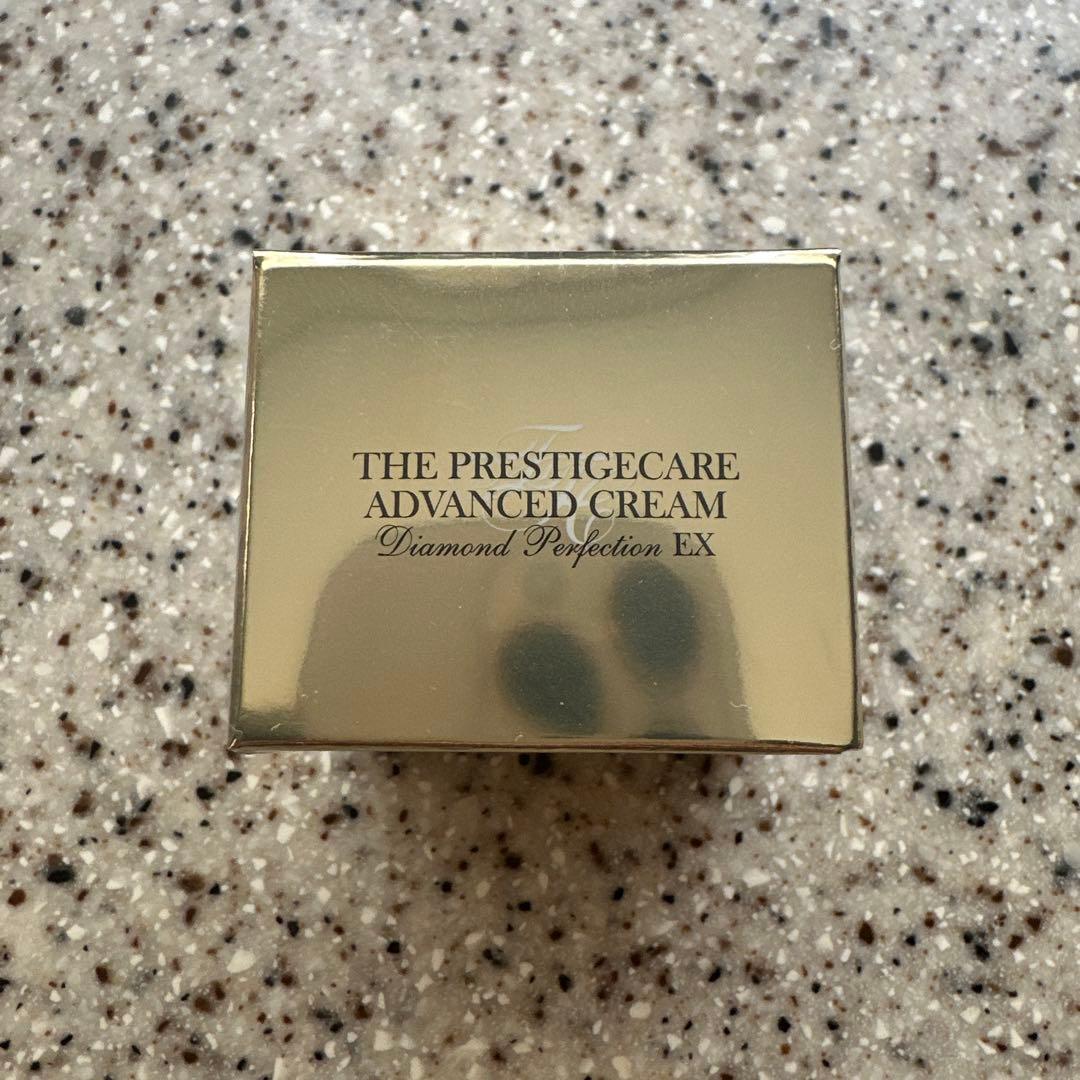 THE PRESTIGECARE
ADVANCED CREAM
Diamond Perfection EX